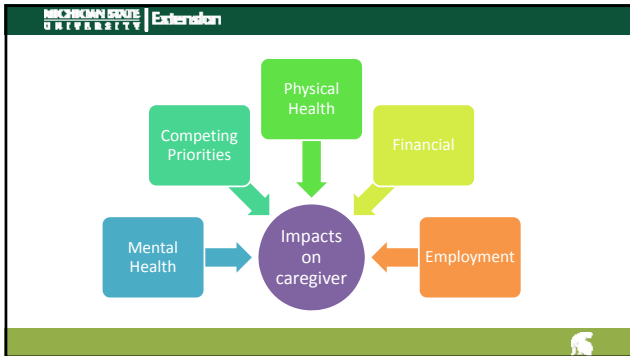 MICHIGAN STATE
UNIVERSITY
Extension
Physical
Health
Competing
Priorities
Financial
Mental
Health
Impacts
on
caregiver
Employment